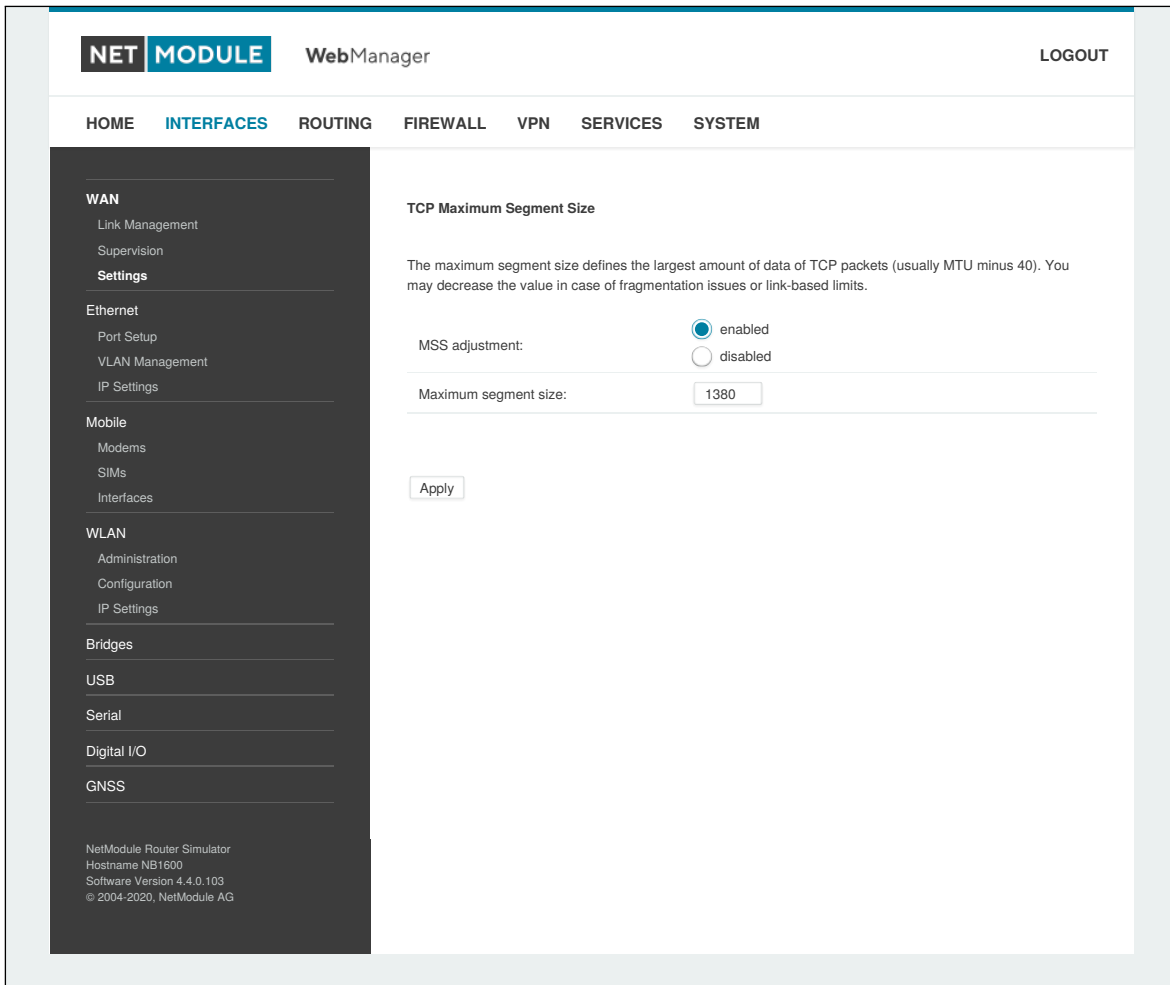 NET MODULE WebManager LOGOUT
HOME INTERFACES ROUTING FIREWALL VPN SERVICES SYSTEM
WAN
Link Management
Supervision
Settings
Ethernet
Port Setup
VLAN Management
IP Settings
Mobile
Modems
SIMs
Interfaces
WLAN
Administration
Configuration
IP Settings
Bridges
USB
Serial
Digital I/O
GNSS
NetModule Router Simulator
Hostname NB1600
Software Version 4.4.0.103
© 2004-2020, NetModule AG
TCP Maximum Segment Size
The maximum segment size defines the largest amount of data of TCP packets (usually MTU minus 40). You
may decrease the value in case of fragmentation issues or link-based limits.
MSS adjustment:
enabled
disabled
Maximum segment size: 1380
Apply